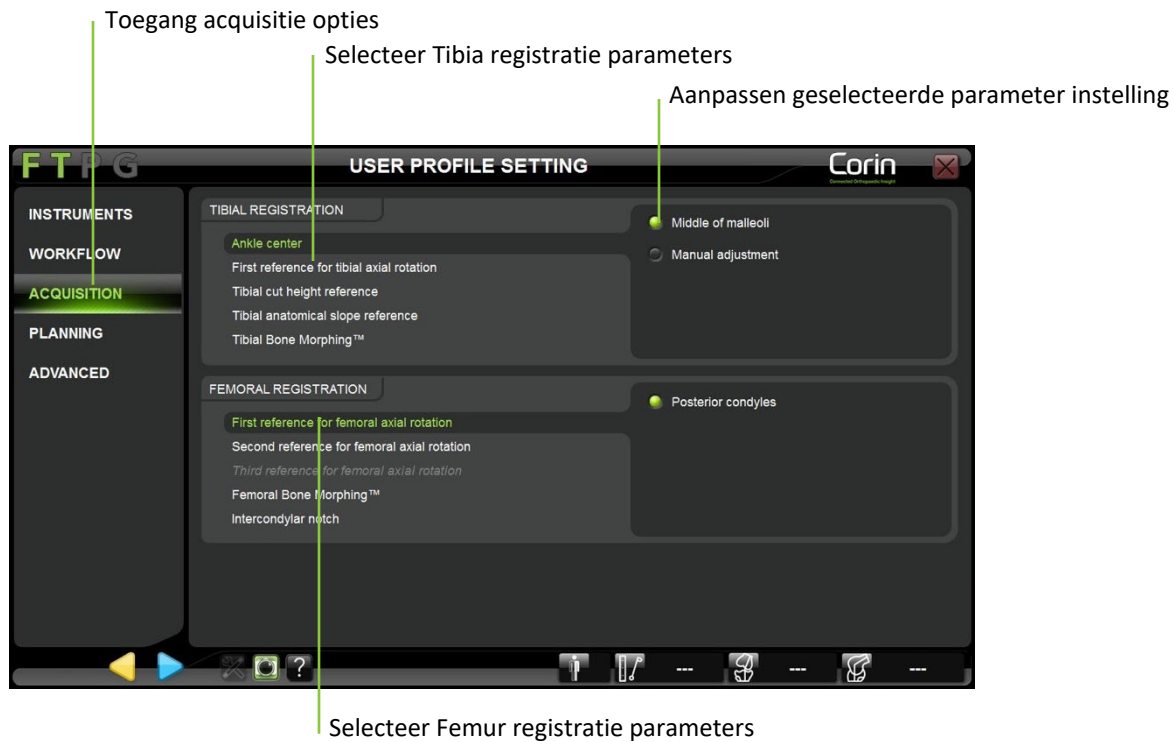 Toegang acquisitie opties
Selecteer Tibia registratie parameters
Aanpassen geselecteerde parameter instelling
FTPG
USER PROFILE SETTING
Corin
Connected Orthopaedic Insight
INSTRUMENTS
WORKFLOW
ACQUISITION
PLANNING
ADVANCED
TIBIAL REGISTRATION
Ankle center
First reference for tibial axial rotation
Tibial cut height reference
Tibial anatomical slope reference
Tibial Bone Morphing™
Middle of malleoli
Manual adjustment
FEMORAL REGISTRATION
First reference for femoral axial rotation
Second reference for femoral axial rotation
Third reference for femoral axial rotation
Femoral Bone Morphing™
Intercondylar notch
Posterior condyles
? --- --- ---
Selecteer Femur registratie parameters